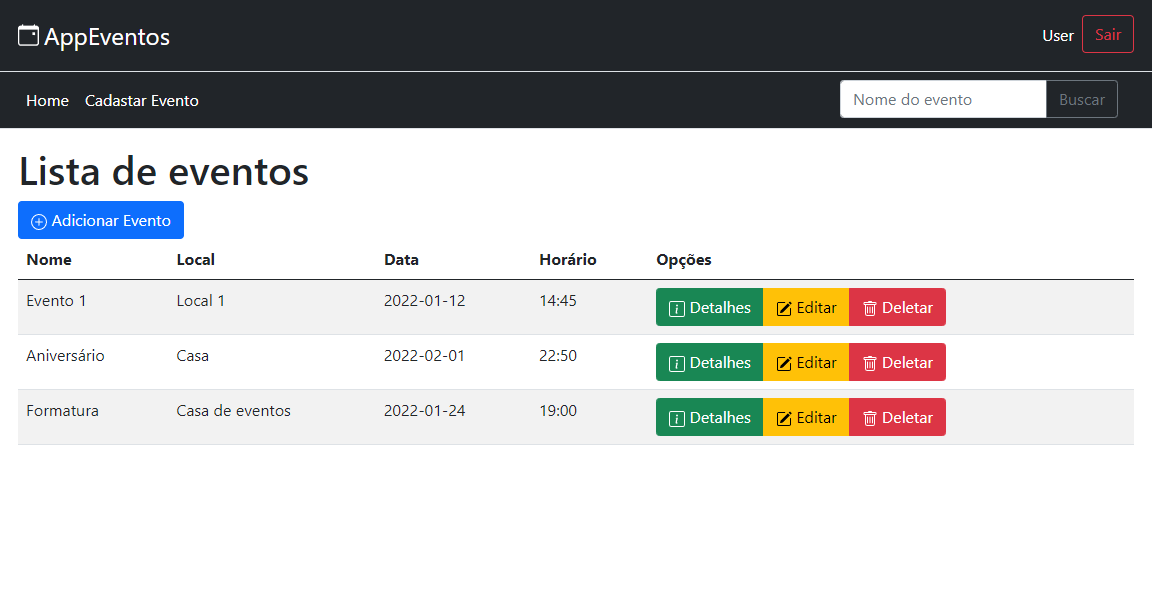 AppEventos
User Sair
Home Cadastar Evento Nome do evento Buscar
Lista de eventos
Adicionar Evento
Nome Local Data Horário Opções
Evento 1 Local 1 2022-01-12 14:45 Detalhes Editar Deletar
Aniversário Casa 2022-02-01 22:50 Detalhes Editar Deletar
Formatura Casa de eventos 2022-01-24 19:00 Detalhes Editar Deletar